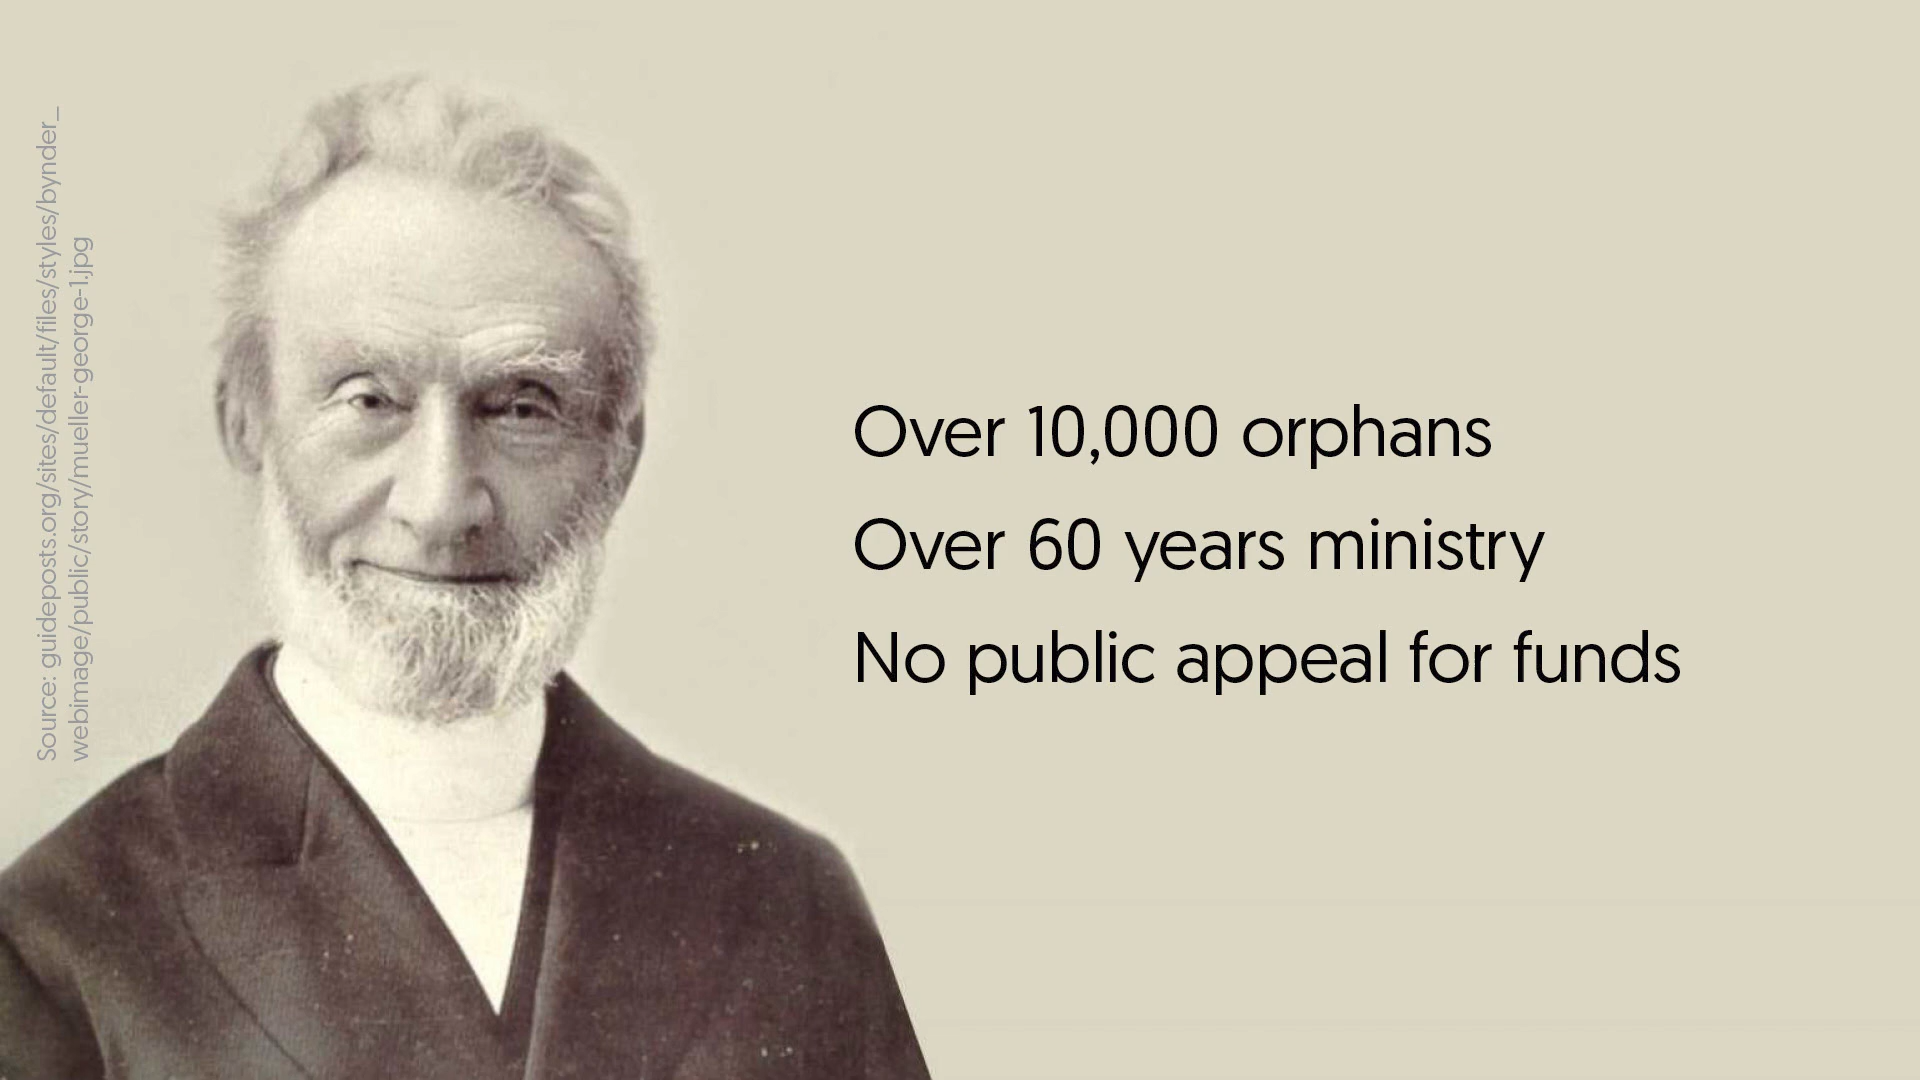 Source: guideposts.org/sites/default/files/styles/bynder_
webimage/public/story/mueller-george-1.jpg
Over 10,000 orphans
Over 60 years ministry
No public appeal for funds